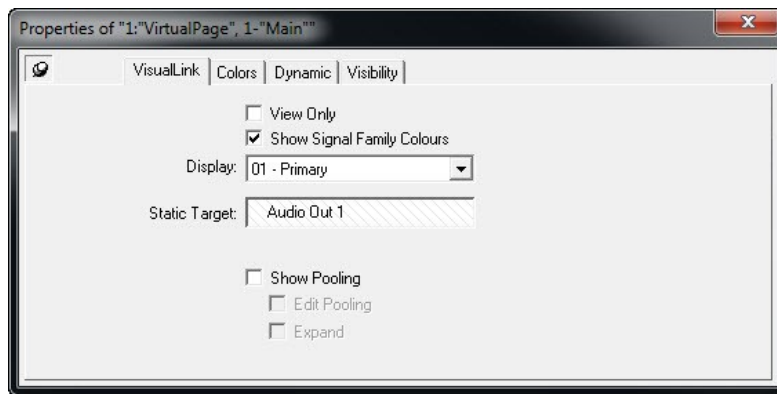 Properties of "1:"VirtualPage", 1-"Main""
VisualLink Colors Dynamic Visibility
View Only
Show Signal Family Colours
Display: 01 - Primary
Static Target: Audio Out 1
Show Pooling
Edit Pooling
Expand